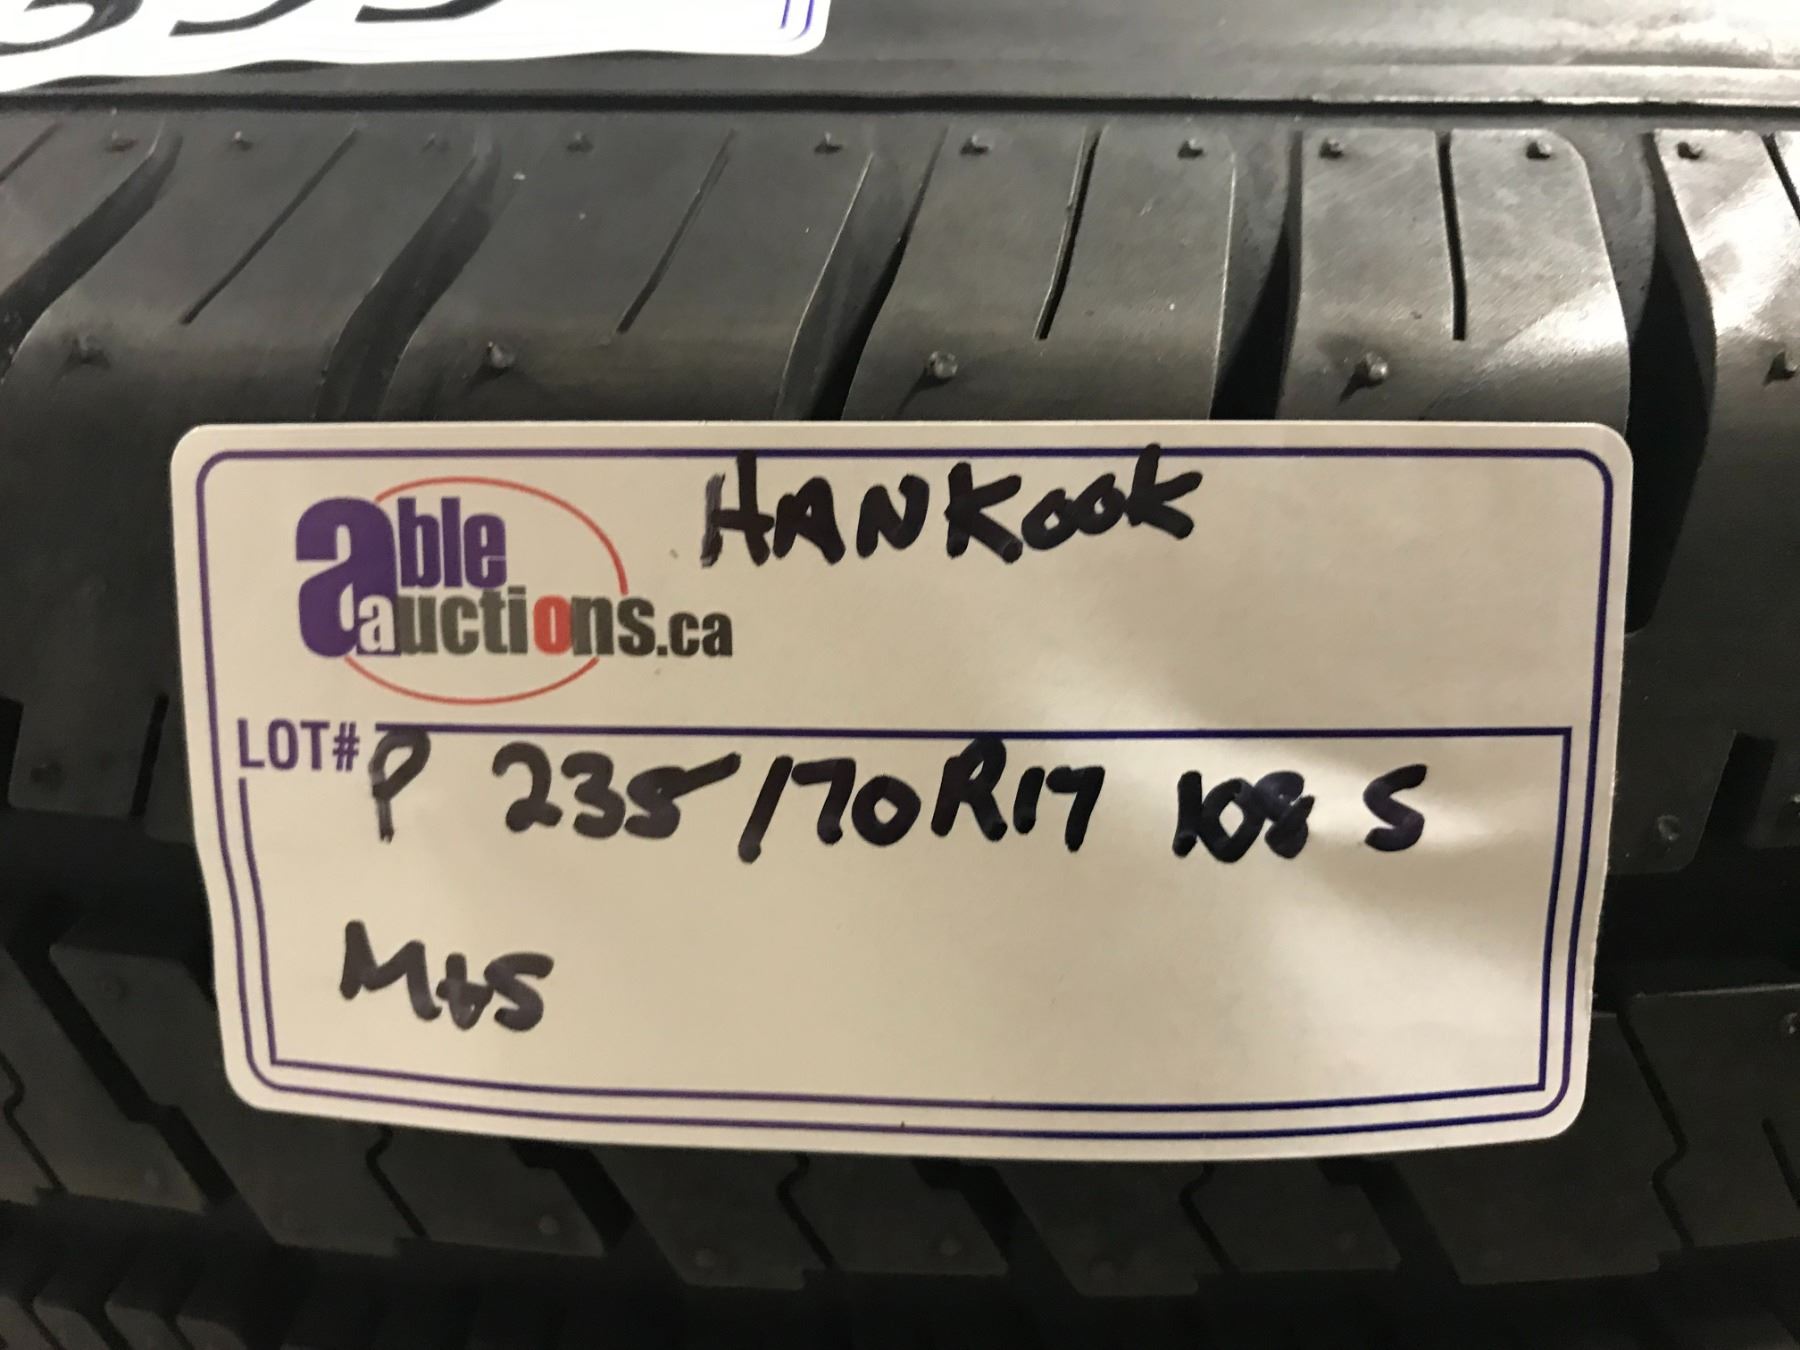 HANKook
able
auctions.ca
LOT# P 235/70R17 108 S
M&S